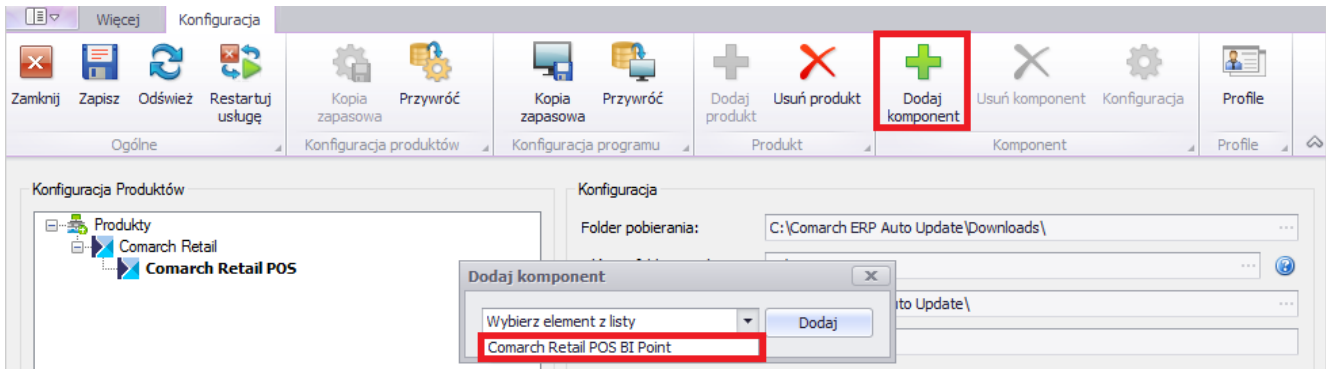 Więcej Konfiguracja
Zamknij Zapisz Odśwież Restartuj usługę Kopia zapasowa Przywróć Kopia zapasowa Przywróć Dodaj produkt Usuń produkt Dodaj komponent Usuń komponent Konfiguracja Profile
Ogólne Konfiguracja produktów Konfiguracja programu Produkt Komponent Profile
Konfiguracja Produktów
Produkty
Comarch Retail
Comarch Retail POS
Konfiguracja
Folder pobierania: C:\Comarch ERP Auto Update\Downloads\ ...
...
uto Update\ ...
Dodaj komponent
Wybierz element z listy Dodaj
Comarch Retail POS BI Point